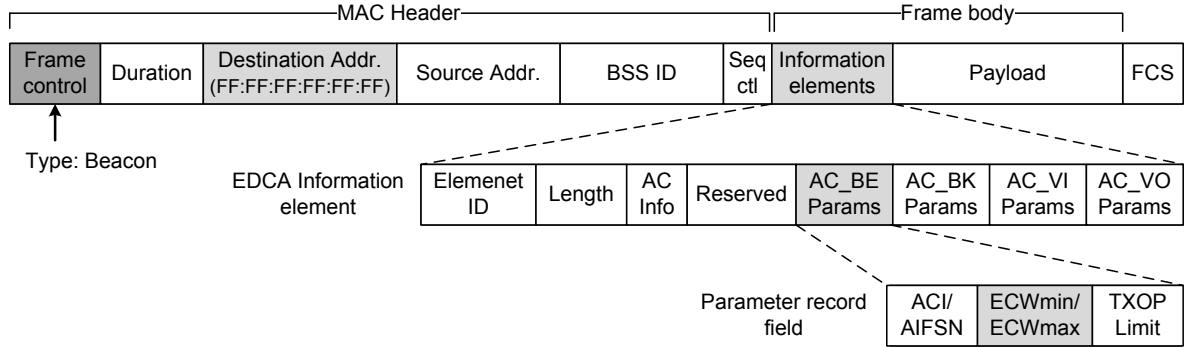 MAC Header
Frame body
Frame
control
Duration
Destination Addr.
(FF:FF:FF:FF:FF:FF)
Source Addr.
BSS ID
Seq
ctl
Information
elements
Payload
FCS
Type: Beacon
EDCA Information
element
Elemenet
ID
Length
AC
Info
Reserved
AC_BE
Params
AC_BK
Params
AC_VI
Params
AC_VO
Params
Parameter record
field
ACI/
AIFSN
ECWmin/
ECWmax
TXOP
Limit